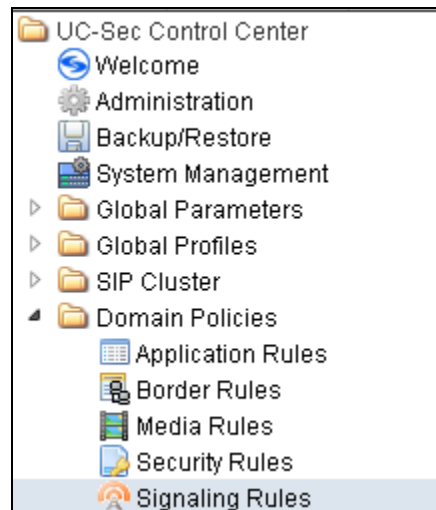 UC-Sec Control Center
Welcome
Administration
Backup/Restore
System Management
Global Parameters
Global Profiles
SIP Cluster
Domain Policies
Application Rules
Border Rules
Media Rules
Security Rules
Signaling Rules